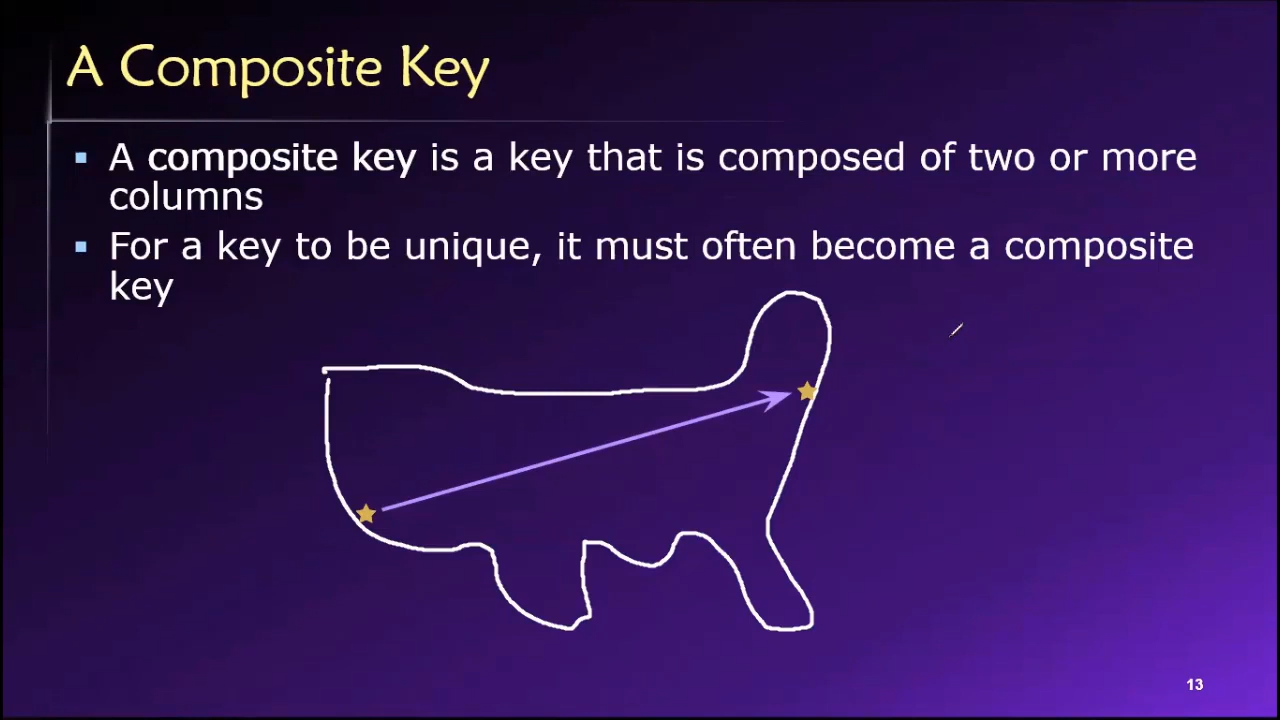 A Composite Key
A composite key is a key that is composed of two or more
columns
For a key to be unique, it must often become a composite
key
13